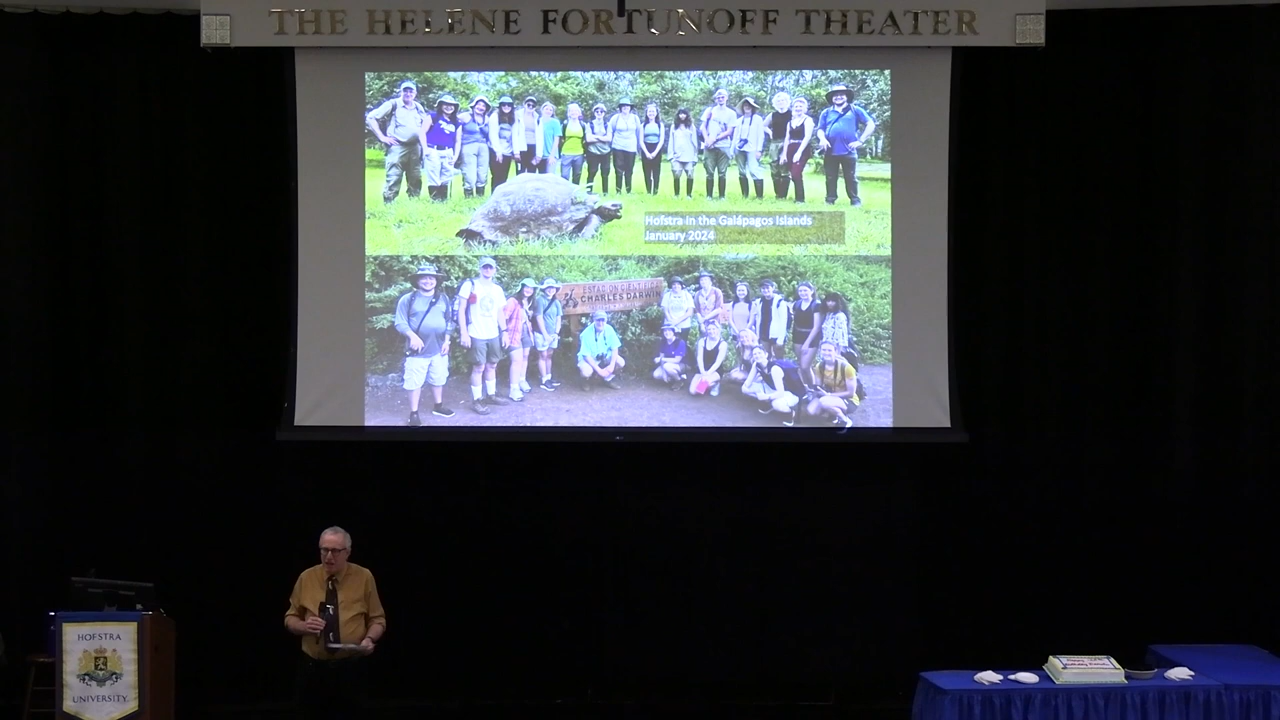 THE HELENE FORTUNOFF THEATER
Hofstra in the Galápagos Islands
January 2024
CHARLES DARWIN
HOFSTRA
UNIVERSITY